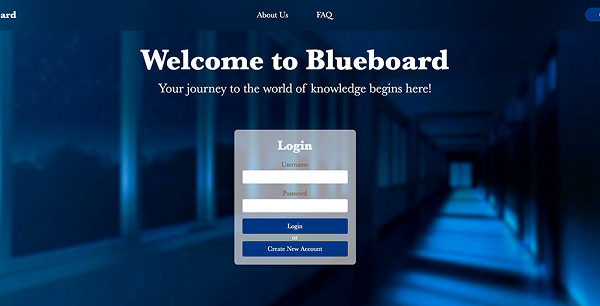 ard About Us FAQ
Welcome to Blueboard
Your journey to the world of knowledge begins here!
Login
Username
Password
Login
or
Create New Account